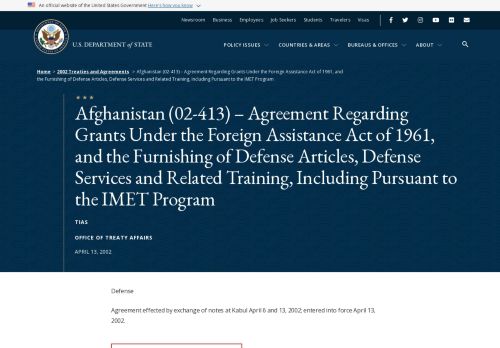 An official website of the United States Government Here's how you know
Newsroom Business Employers Job Seekers Students Travelers Visas
U.S. DEPARTMENT of STATE
POLICY ISSUES COUNTRIES & AREAS BUREAUS & OFFICES ABOUT
Home > 2002 Treaties and Agreements > Afghanistan (02-413) - Agreement Regarding Grants Under the Foreign Assistance Act of 1961, and
the Furnishing of Defense Articles, Defense Services and Related Training, Including Pursuant to the IMET Program
Afghanistan (02-413) – Agreement Regarding
Grants Under the Foreign Assistance Act of 1961,
and the Furnishing of Defense Articles, Defense
Services and Related Training, Including Pursuant to
the IMET Program
TIAS
OFFICE OF TREATY AFFAIRS
APRIL 13, 2002
Defense
Agreement effected by exchange of notes at Kabul April 6 and 13, 2002; entered into force April 13,
2002.